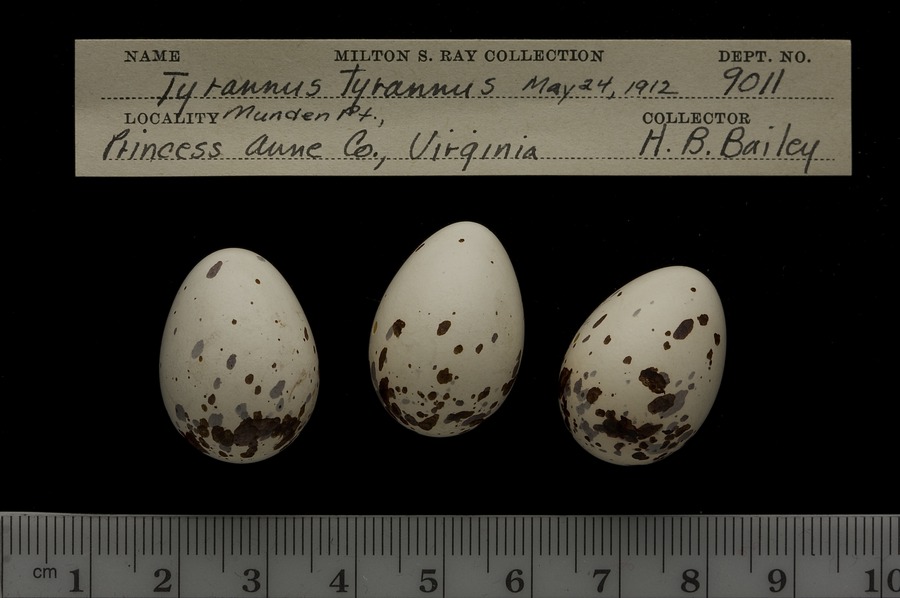 NAME MILTON S. RAY COLLECTION DEPT. NO.
Tyrannus tyrannus May 24, 1912 9011
LOCALITY Munden Pt., COLLECTOR
Princess Anne Co., Virginia H. B. Bailey
cm 1 2 3 4 5 6 7 8 9 10